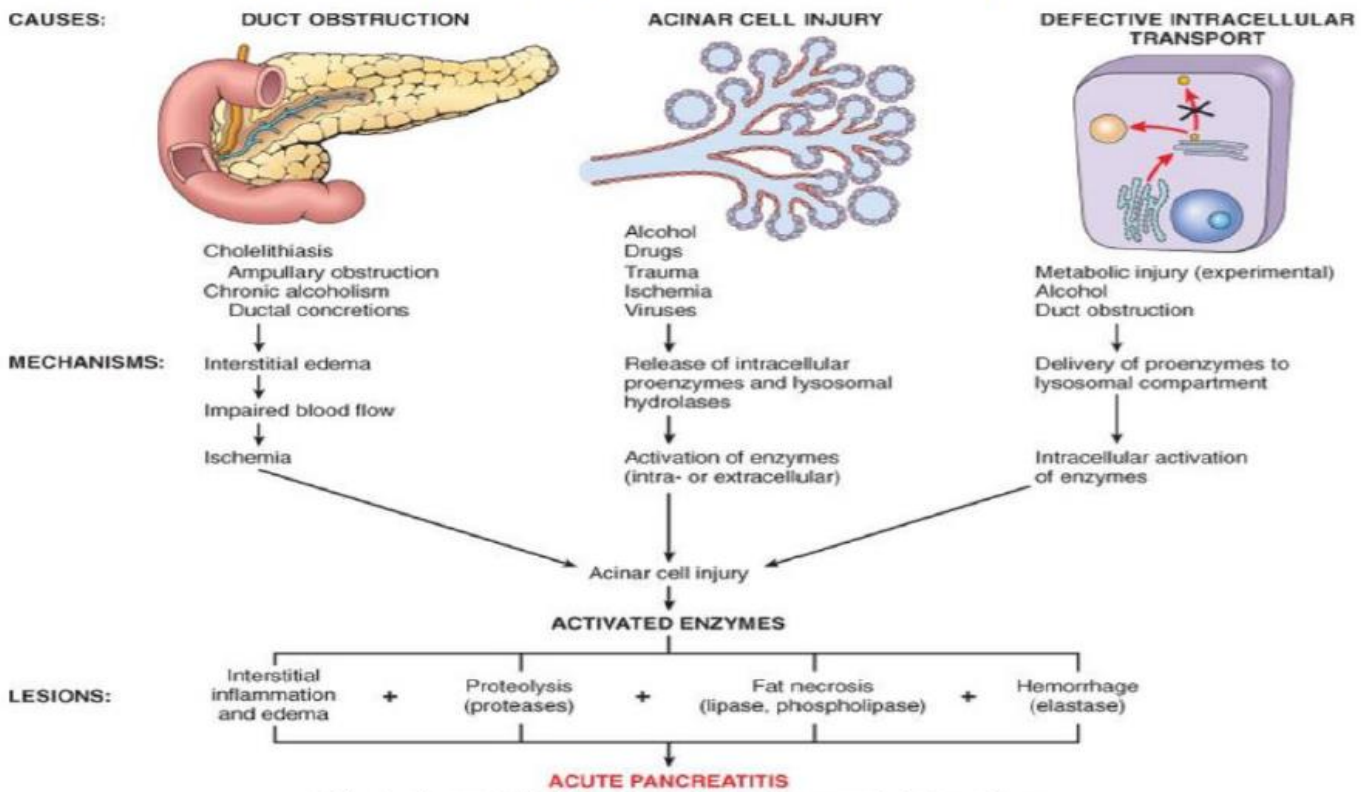 CAUSES:
DUCT OBSTRUCTION
ACINAR CELL INJURY
DEFECTIVE INTRACELLULAR
TRANSPORT
Cholelithiasis
Ampullary obstruction
Chronic alcoholism
Ductal concretions
Alcohol
Drugs
Trauma
Ischemia
Viruses
Metabolic injury (experimental)
Alcohol
Duct obstruction
MECHANISMS:
Interstitial edema
Impaired blood flow
Ischemia
Release of intracellular
proenzymes and lysosomal
hydrolases
Activation of enzymes
(intra- or extracellular)
Delivery of proenzymes to
lysosomal compartment
Intracellular activation
of enzymes
Acinar cell injury
ACTIVATED ENZYMES
LESIONS:
Interstitial
inflammation
and edema
+
Proteolysis
(proteases)
+
Fat necrosis
(lipase, phospholipase)
+
Hemorrhage
(elastase)
ACUTE PANCREATITIS